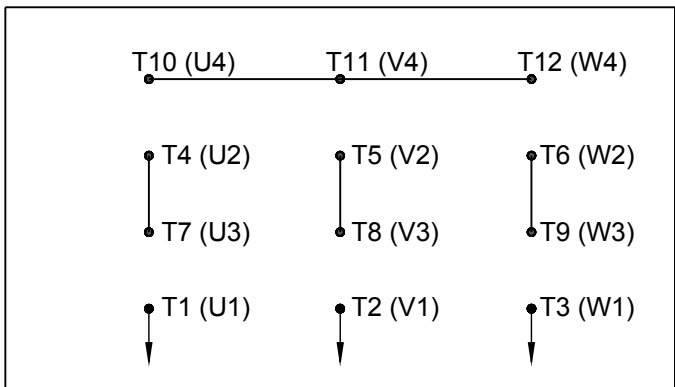 T10 (U4) T11 (V4) T12 (W4)
T4 (U2) T5 (V2) T6 (W2)
T7 (U3) T8 (V3) T9 (W3)
T1 (U1) T2 (V1) T3 (W1)